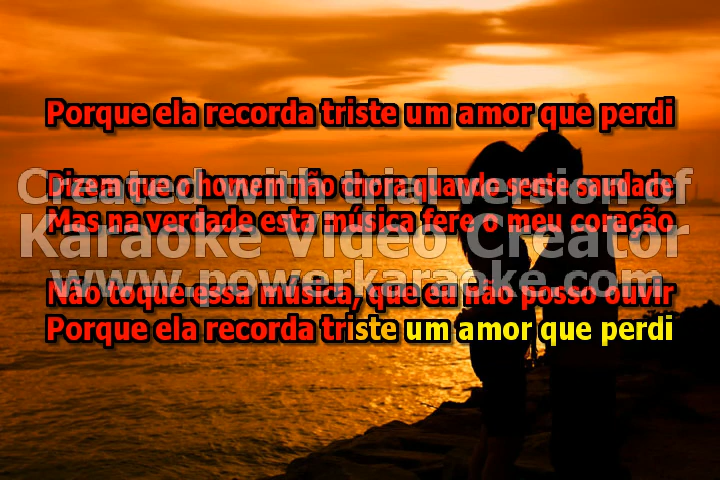 Porque ela recorda triste um amor que perdi
Created with trial version of
Dizem que o homem não chora quando sente saudade
Mas na verdade esta música fere o meu coração
Karaoke Video Creator
www.powerkaraoke.com
Não toque essa música, que eu não posso ouvir
Porque ela recorda triste um amor que perdi